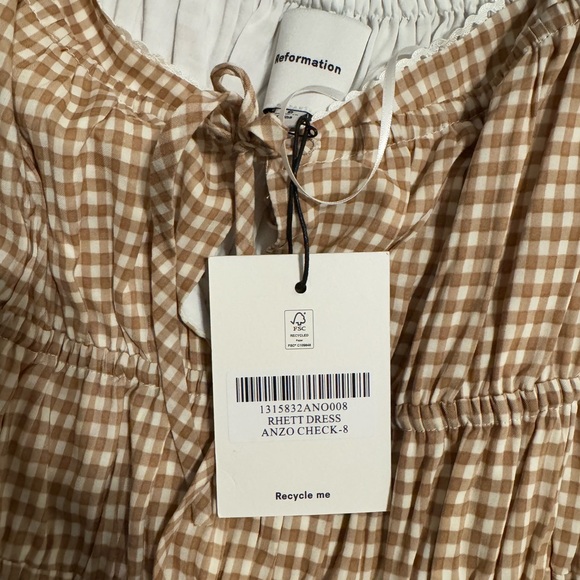 Reformation
FSC
RECYCLED
1315832ANO008
RHETT DRESS
ANZO CHECK-8
Recycle me